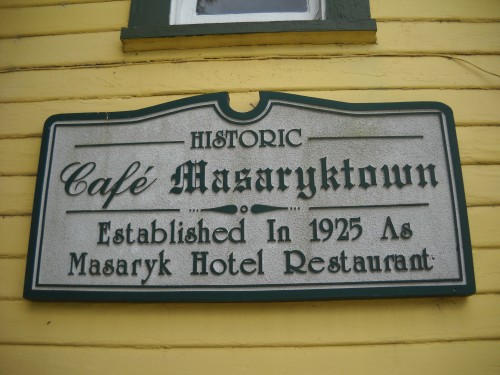 HISTORIC
Café Masaryktown
Established In 1925 As
Masaryk Hotel Restaurant